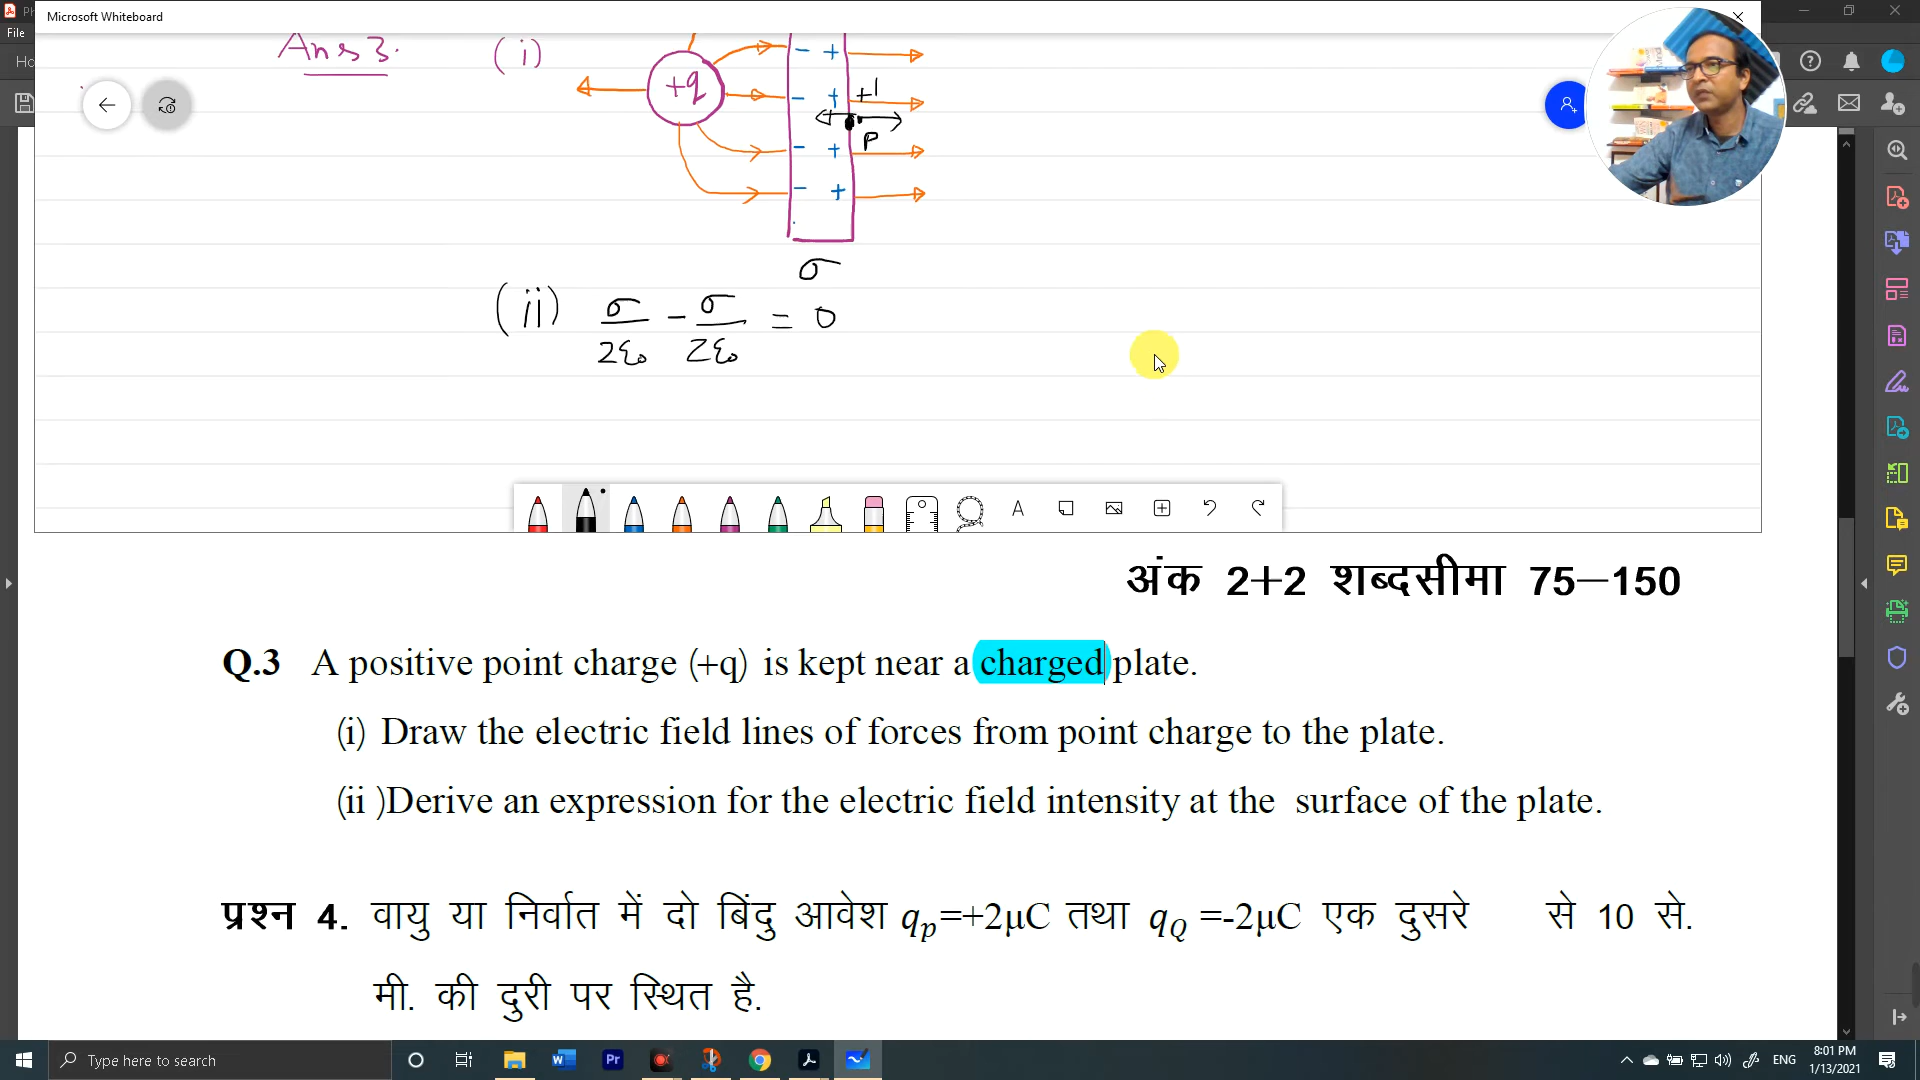 Microsoft Whiteboard
File
Ans 3.
(i)
+q
- +
- + +1
P
- +
- +
σ
(ii) σ/2ε₀ - σ/2ε₀ = 0
अंक 2+2 शब्दसीमा 75–150
Q.3 A positive point charge (+q) is kept near a charged plate.
(i) Draw the electric field lines of forces from point charge to the plate.
(ii )Derive an expression for the electric field intensity at the surface of the plate.
प्रश्न 4. वायु या निर्वात में दो बिंदु आवेश qₚ=+2μC तथा q_Q =-2μC एक दुसरे से 10 से.
मी. की दुरी पर स्थित है.
Type here to search
ENG
8:01 PM
1/13/2021